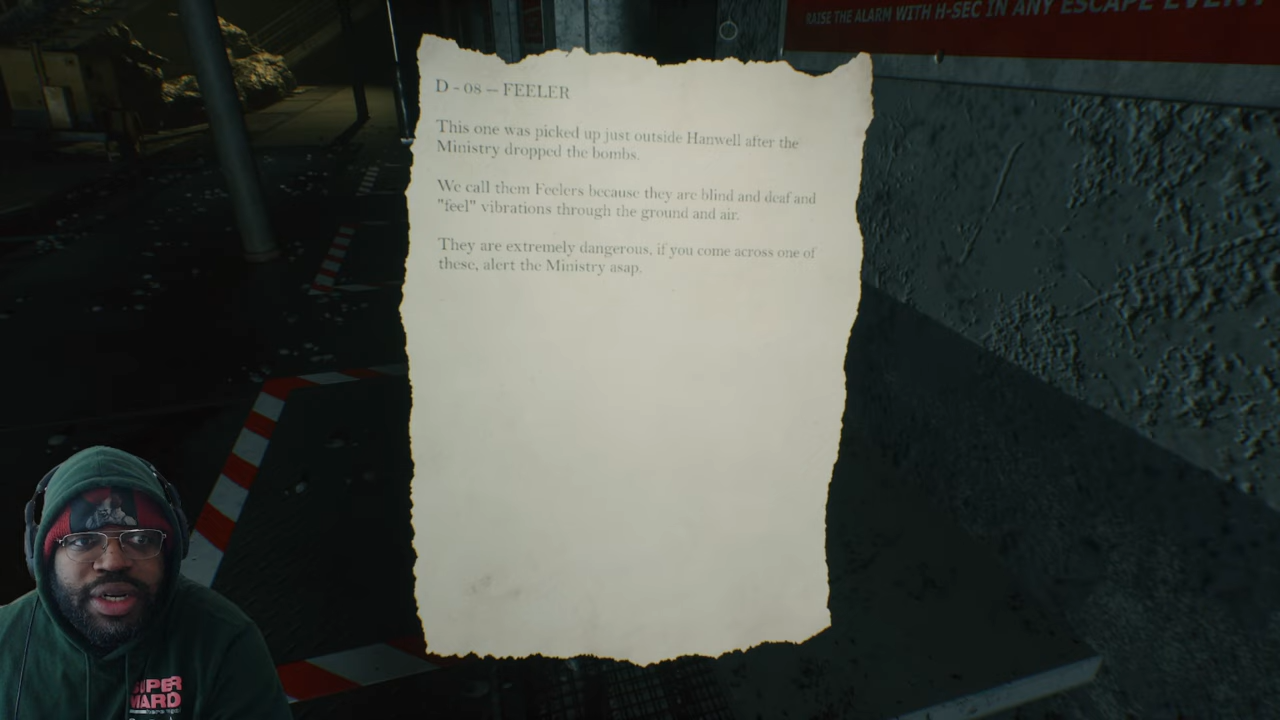 RAISE THE ALARM WITH H-SEC IN ANY ESCAPE EVENT
D - 08 – FEELER
This one was picked up just outside Hanwell after the
Ministry dropped the bombs.
We call them Feelers because they are blind and deaf and
"feel" vibrations through the ground and air.
They are extremely dangerous, if you come across one of
these, alert the Ministry asap.